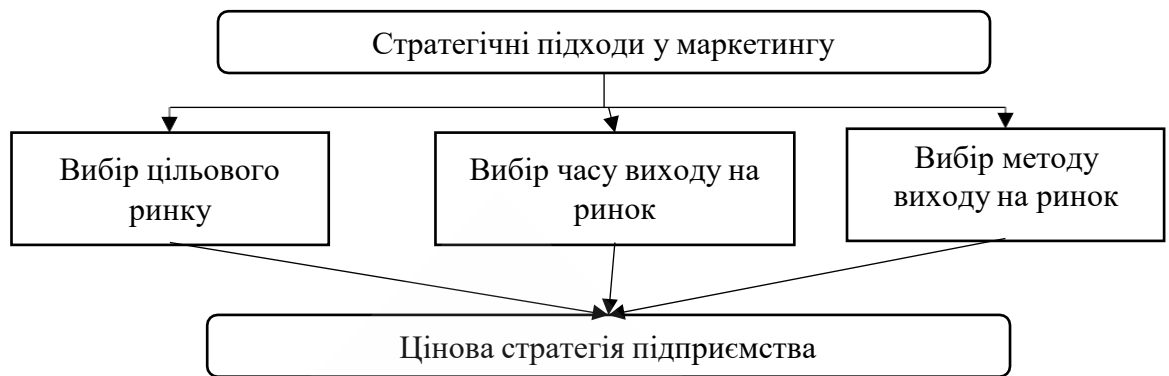 Стратегічні підходи у маркетингу
Вибір цільового
ринку
Вибір часу виходу на
ринок
Вибір методу
виходу на ринок
Цінова стратегія підприємства